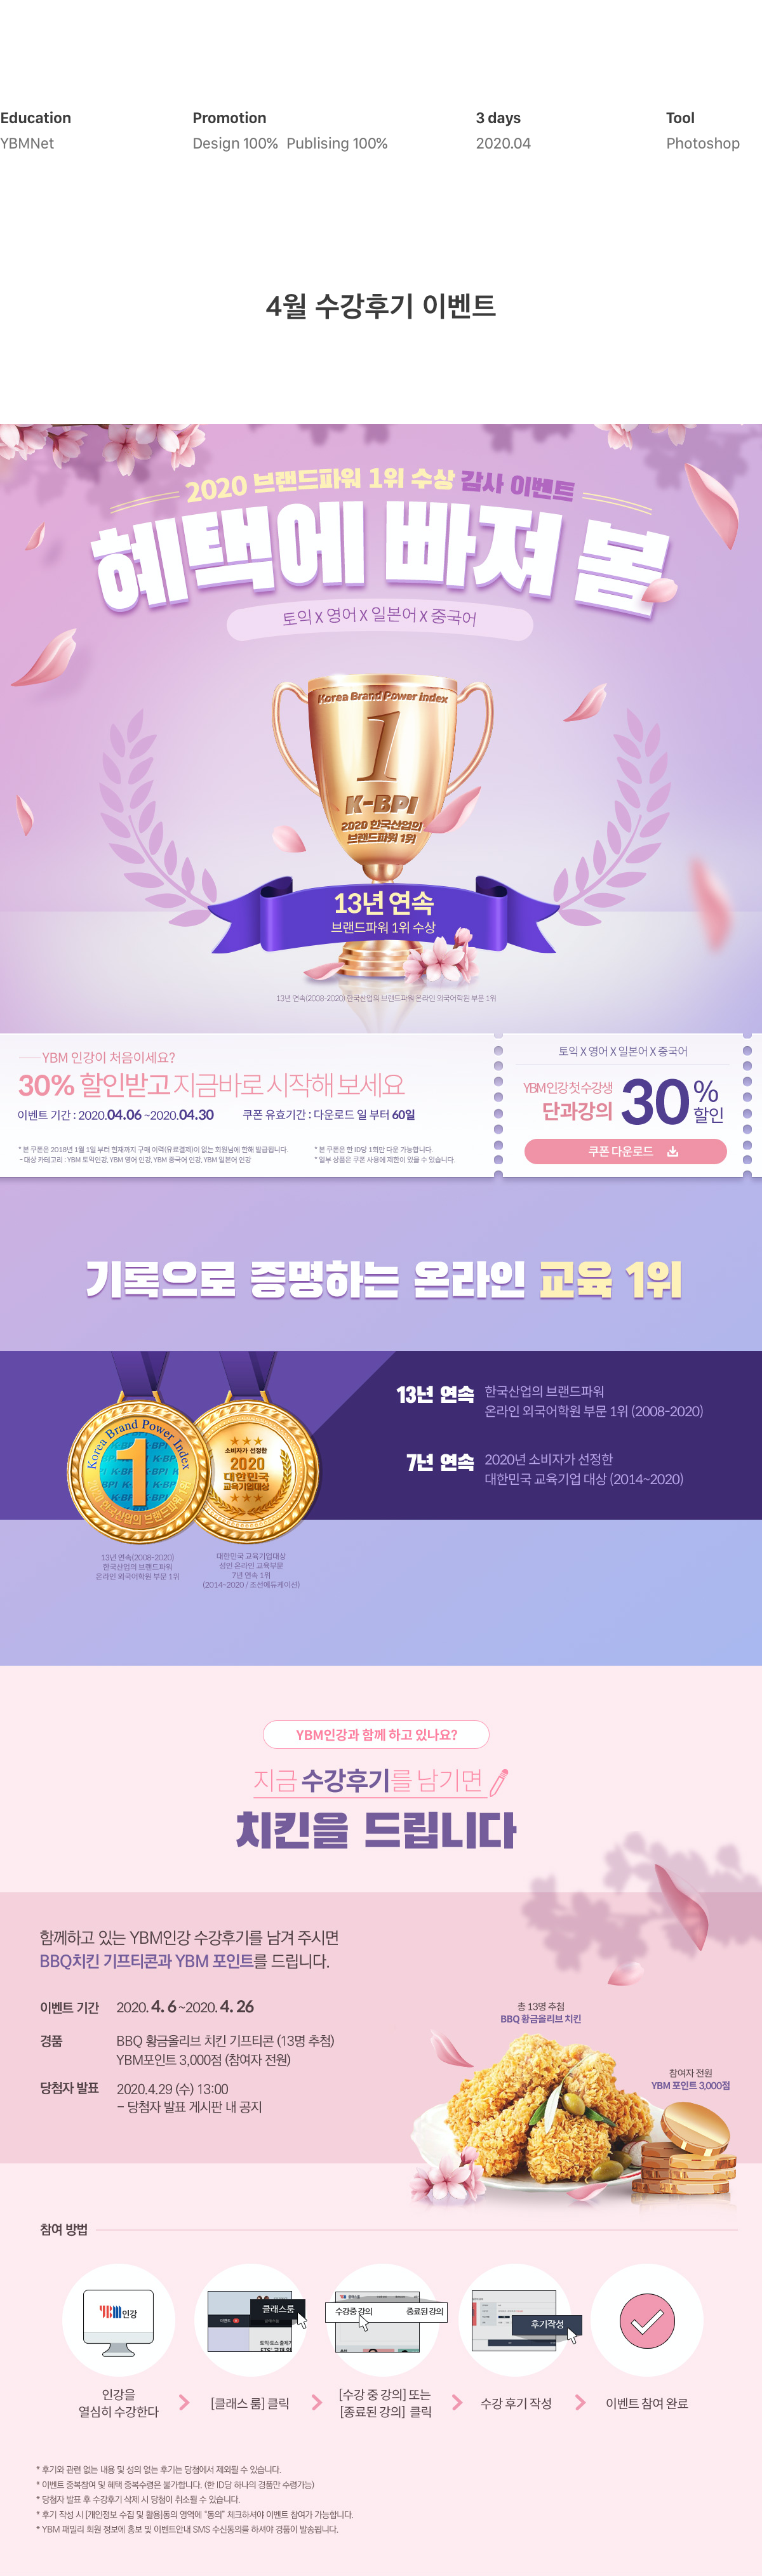 Education
YBMNet
Promotion
Design 100% Publising 100%
3 days
2020.04
Tool
Photoshop
4월 수강후기 이벤트
2020 브랜드파워 1위 수상 감사 이벤트
혜택에 빠져 봄
토익 X 영어 X 일본어 X 중국어
Korea Brand Power Index
1
K-BPI
2020 한국산업의
브랜드파워 1위
13년 연속
브랜드파워 1위 수상
13년 연속(2008-2020) 한국산업의 브랜드파워 온라인 외국어학원 부문 1위
YBM 인강이 처음이세요?
30% 할인받고 지금바로 시작해 보세요
이벤트 기간 : 2020.04.06 ~2020.04.30
쿠폰 유효기간 : 다운로드 일 부터 60일
* 본 쿠폰은 2018년 1월 1일 부터 현재까지 구매 이력(유료결제)이 없는 회원님에 한해 발급됩니다.
- 대상 카테고리 : YBM 토익인강, YBM 영어 인강, YBM 중국어 인강, YBM 일본어 인강
* 본 쿠폰은 한 ID당 1회만 다운 가능합니다.
* 일부 상품은 쿠폰 사용에 제한이 있을 수 있습니다.
토익 X 영어 X 일본어 X 중국어
YBM인강 첫 수강생
단과강의
30%
할인
쿠폰 다운로드
기록으로 증명하는 온라인 교육 1위
Korea Brand Power Index
1
소비자가 선정한
2020
대한민국
교육기업대상
13년 연속
한국산업의 브랜드파워
온라인 외국어학원 부문 1위 (2008-2020)
7년 연속
2020년 소비자가 선정한
대한민국 교육기업 대상 (2014~2020)
13년 연속(2008-2020)
한국산업의 브랜드파워
온라인 외국어학원 부문 1위
대한민국 교육기업대상
성인 온라인 교육부문
7년 연속 1위
(2014~2020 / 조선에듀케이션)
YBM인강과 함께 하고 있나요?
지금 수강후기를 남기면
치킨을 드립니다
함께하고 있는 YBM인강 수강후기를 남겨 주시면
BBQ치킨 기프티콘과 YBM 포인트를 드립니다.
이벤트 기간 2020. 4. 6 ~2020. 4. 26
경품 BBQ 황금올리브 치킨 기프티콘 (13명 추첨)
YBM포인트 3,000점 (참여자 전원)
당첨자 발표 2020.4.29 (수) 13:00
- 당첨자 발표 게시판 내 공지
총 13명 추첨
BBQ 황금올리브 치킨
참여자 전원
YBM 포인트 3,000점
참여 방법
YBM인강
클래스룸
수강중 강의
종료된 강의
후기작성
인강을
열심히 수강한다
[클래스 룸] 클릭
[수강 중 강의] 또는
[종료된 강의] 클릭
수강 후기 작성
이벤트 참여 완료
* 후기와 관련 없는 내용 및 성의 없는 후기는 당첨에서 제외될 수 있습니다.
* 이벤트 중복참여 및 혜택 중복수령은 불가합니다. (한 ID당 하나의 경품만 수령가능)
* 당첨자 발표 후 수강후기 삭제 시 당첨이 취소될 수 있습니다.
* 후기 작성 시 [개인정보 수집 및 활용]동의 영역에 "동의" 체크하셔야 이벤트 참여가 가능합니다.
* YBM 패밀리 회원 정보에 홍보 및 이벤트안내 SMS 수신동의를 하셔야 경품이 발송됩니다.